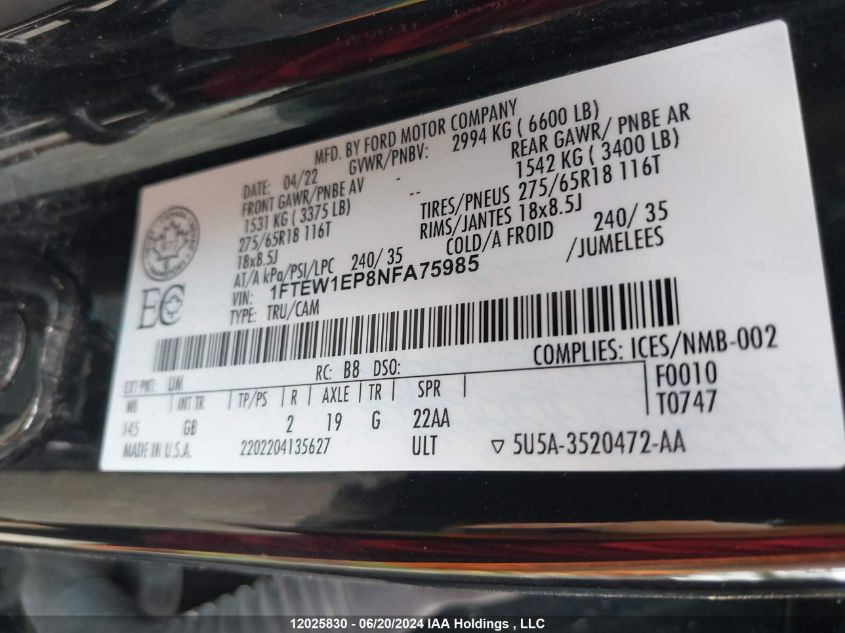 MFD. BY FORD MOTOR COMPANY
DATE: 04/22 GVWR/PNBV: 2994 KG ( 6600 LB)
FRONT GAWR/PNBE AV - REAR GAWR/ PNBE AR
1531 KG ( 3375 LB) - 1542 KG ( 3400 LB)
275/65R18 116T TIRES/PNEUS 275/65R18 116T
18x8.5J RIMS/JANTES 18x8.5J
AT/A kPa/PSI/LPC 240/ 35 COLD/A FROID 240/ 35
VIN: 1FTEW1EP8NFA75985 /JUMELEES
TYPE: TRU/CAM
EC
COMPLIES: ICES/NMB-002
EXT PNT: UM RC: B8 DSO: F0010
WB INT TR TP/PS R AXLE TR SPR T0747
145 GB 2 19 G 22AA
MADE IN U.S.A. 2202204135627 ULT 5U5A-3520472-AA
12025830 - 06/20/2024 IAA Holdings , LLC